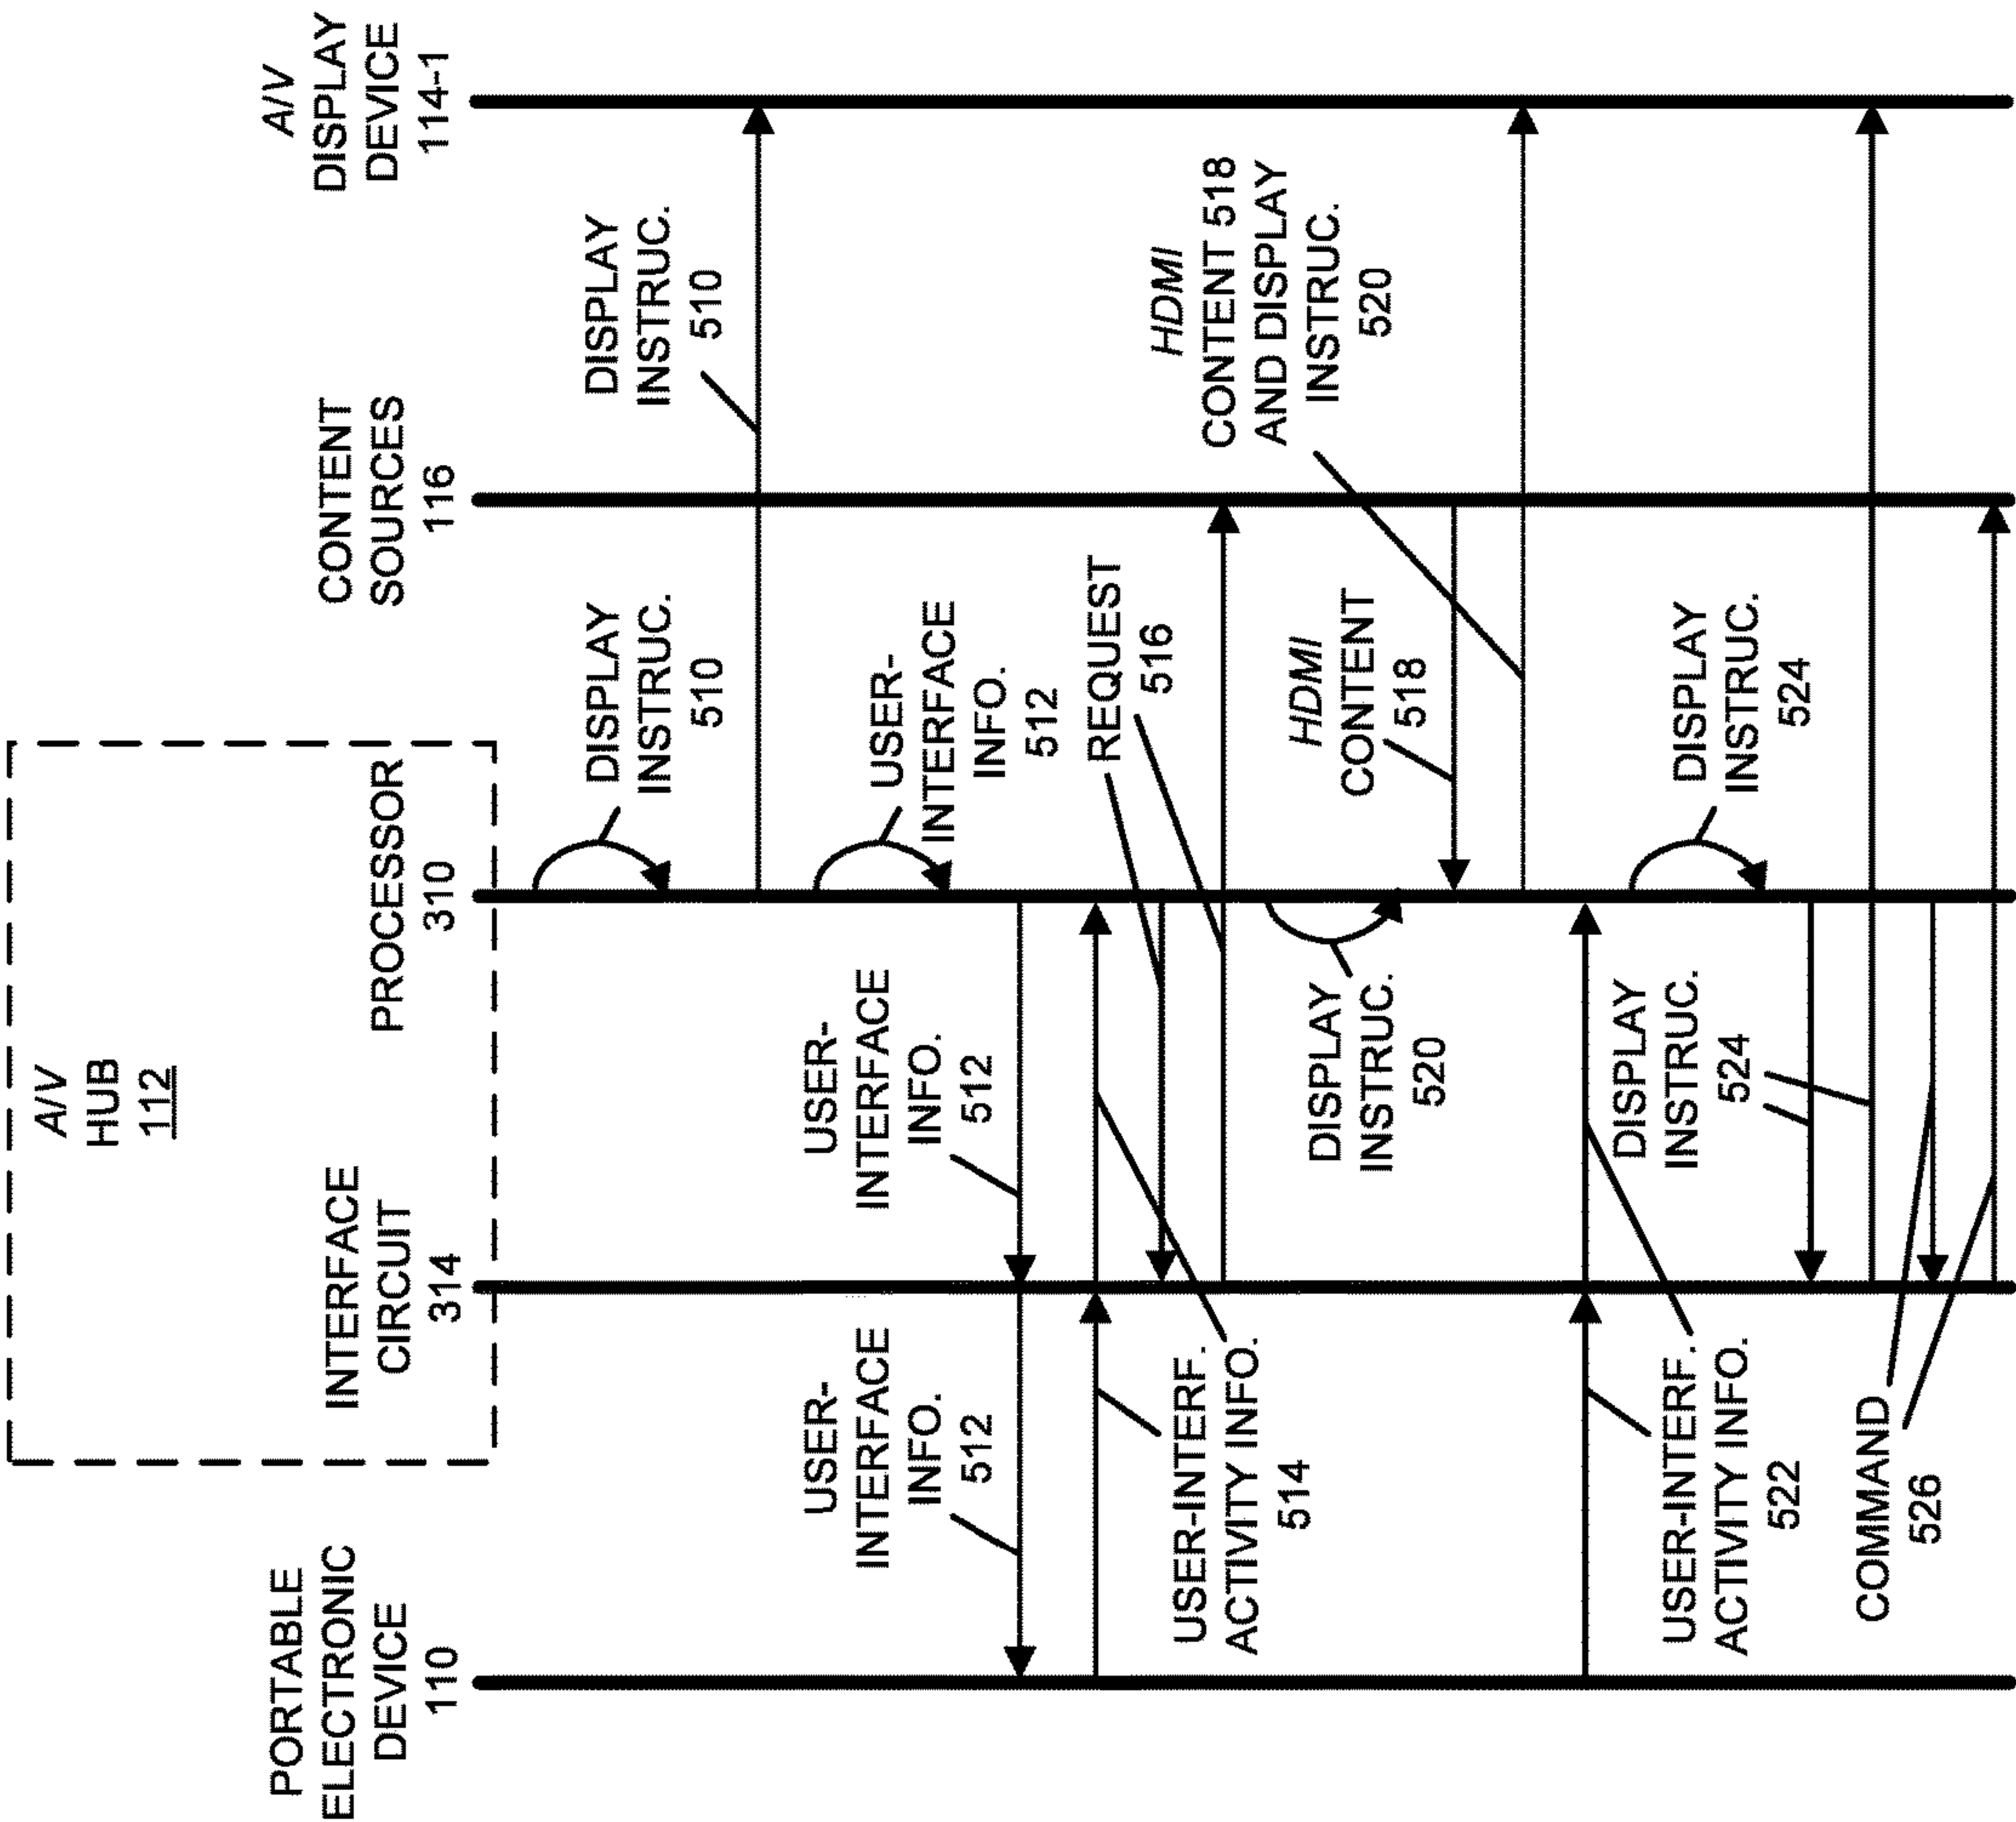 A/V
HUB
112
PORTABLE
ELECTRONIC
DEVICE
110
INTERFACE
CIRCUIT
314
PROCESSOR
310
CONTENT
SOURCES
116
A/V
DISPLAY
DEVICE
114-1
DISPLAY
INSTRUC.
510
DISPLAY
INSTRUC.
510
USER-
INTERFACE
INFO.
512
USER-
INTERFACE
INFO.
512
USER-
INTERFACE
INFO.
512
REQUEST
516
USER-INTERF.
ACTIVITY INFO.
514
DISPLAY
INSTRUC.
520
HDMI
CONTENT
518
HDMI
CONTENT 518
AND DISPLAY
INSTRUC.
520
USER-INTERF.
ACTIVITY INFO.
522
DISPLAY
INSTRUC.
524
DISPLAY
INSTRUC.
524
COMMAND
526